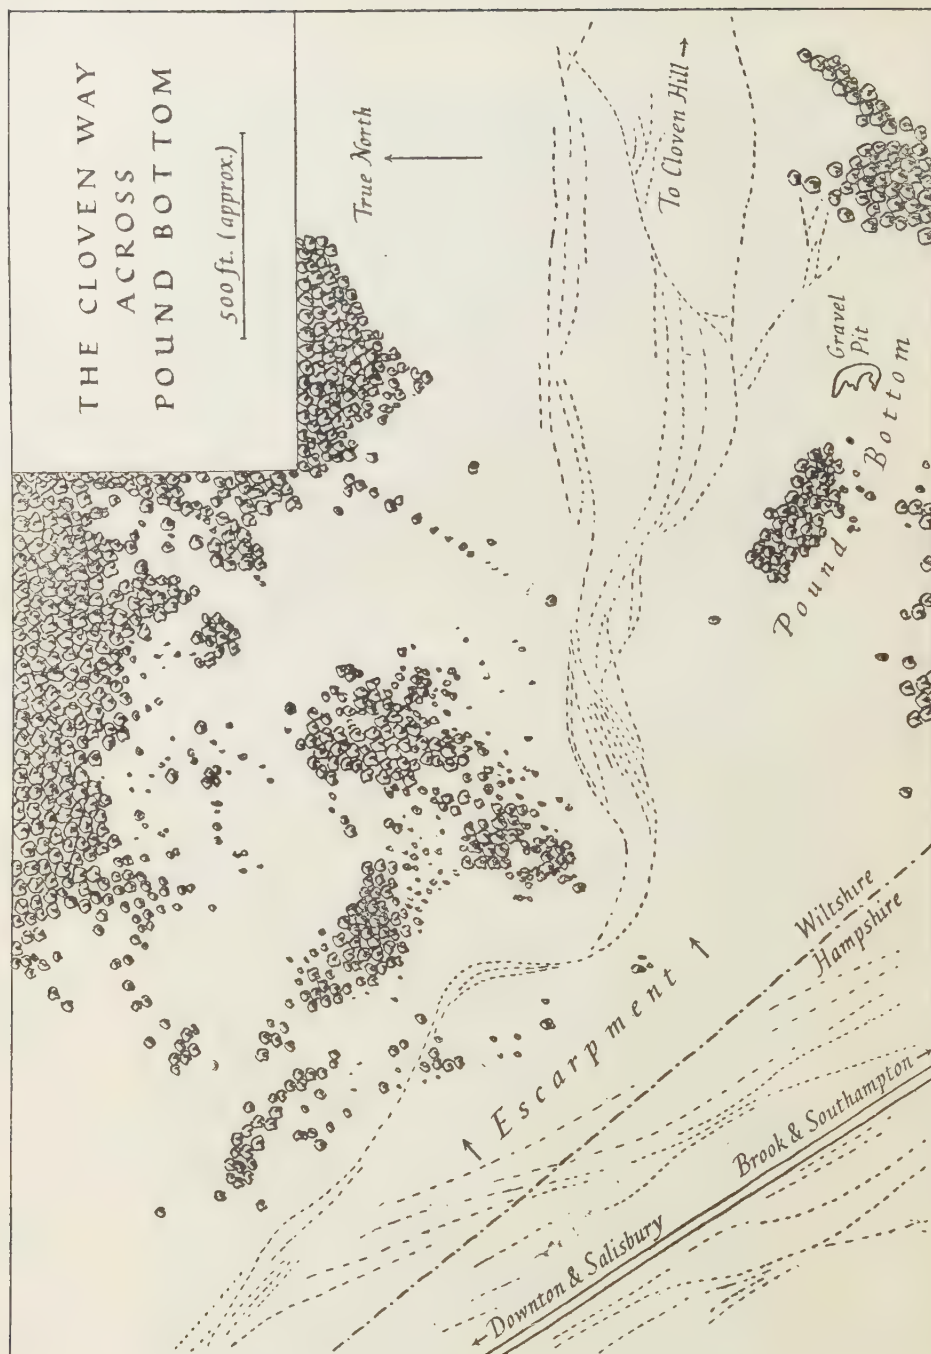 THE CLOVEN WAY
ACROSS
POUND BOTTOM
500 ft. (approx.)
True North
To Cloven Hill →
Gravel
Pit
Pound Bottom
Escarpment
Wiltshire
Hampshire
Brook & Southampton →
← Downton & Salisbury